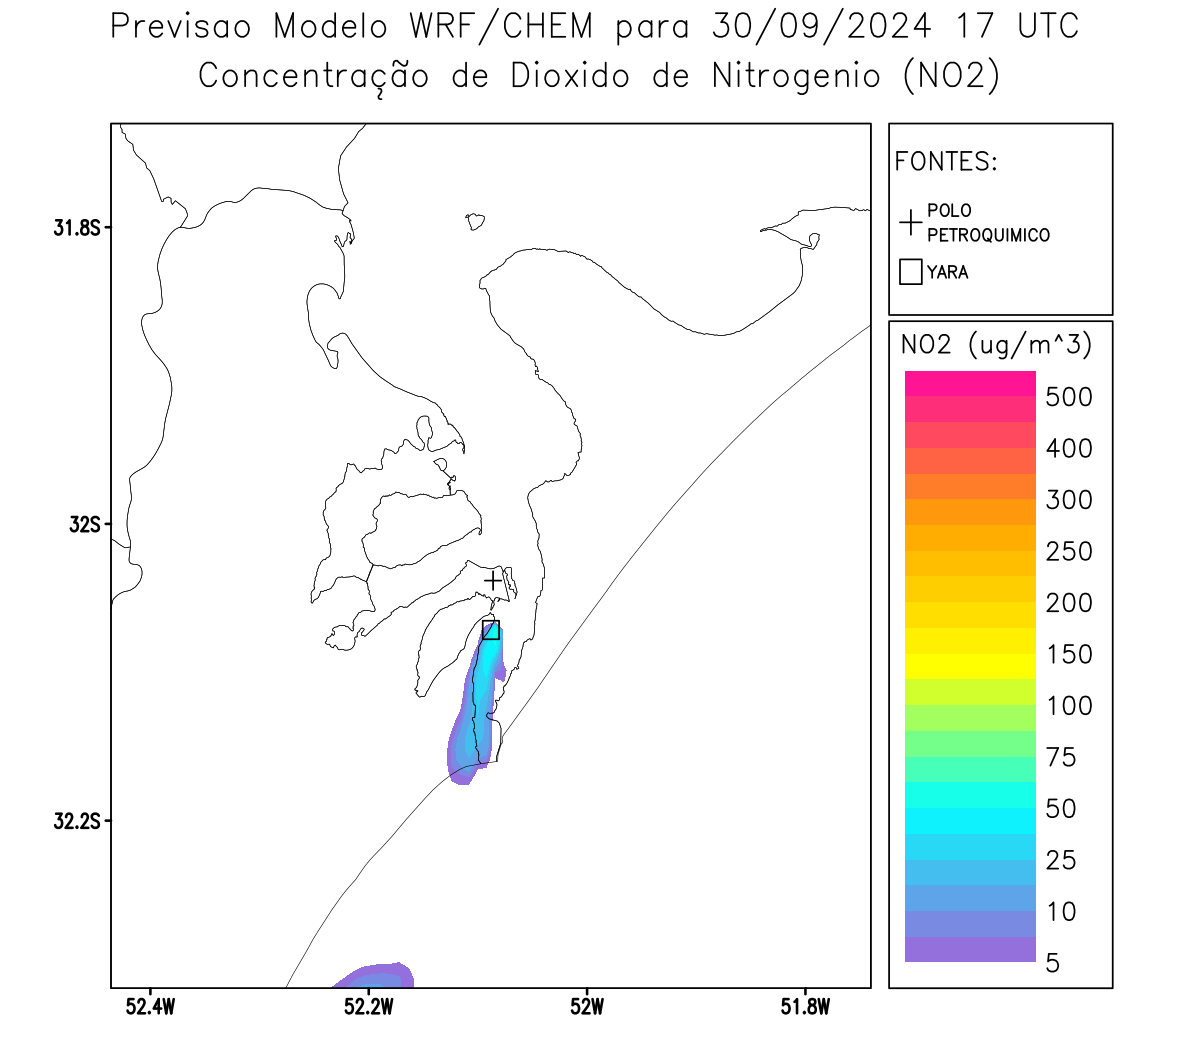 Previsao Modelo WRF/CHEM para 30/09/2024 17 UTC
Concentração de Dioxido de Nitrogenio (NO2)
FONTES:
POLO
PETROQUIMICO
YARA
NO2 (ug/m^3)
500
400
300
250
200
150
100
75
50
25
10
5
31.8S
32S
32.2S
52.4W
52.2W
52W
51.8W